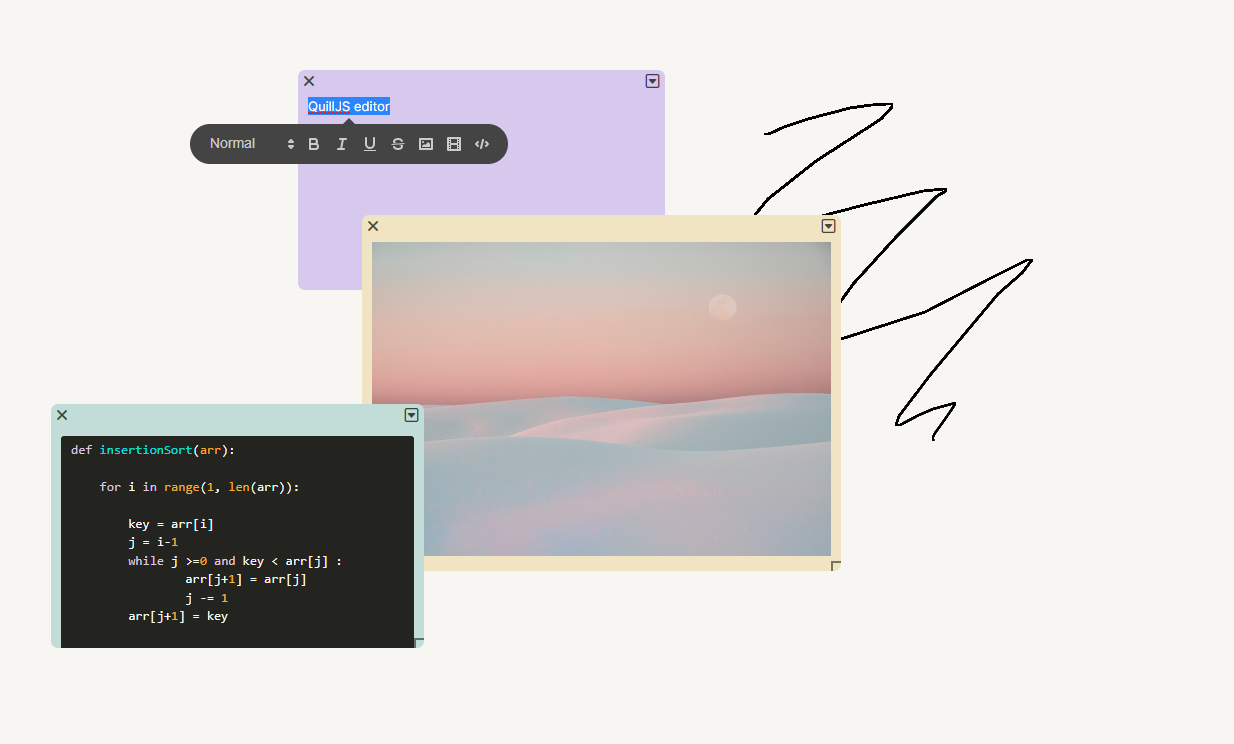 QuillJS editor
Normal
def insertionSort(arr):
for i in range(1, len(arr)):
key = arr[i]
j = i-1
while j >=0 and key < arr[j] :
arr[j+1] = arr[j]
j -= 1
arr[j+1] = key